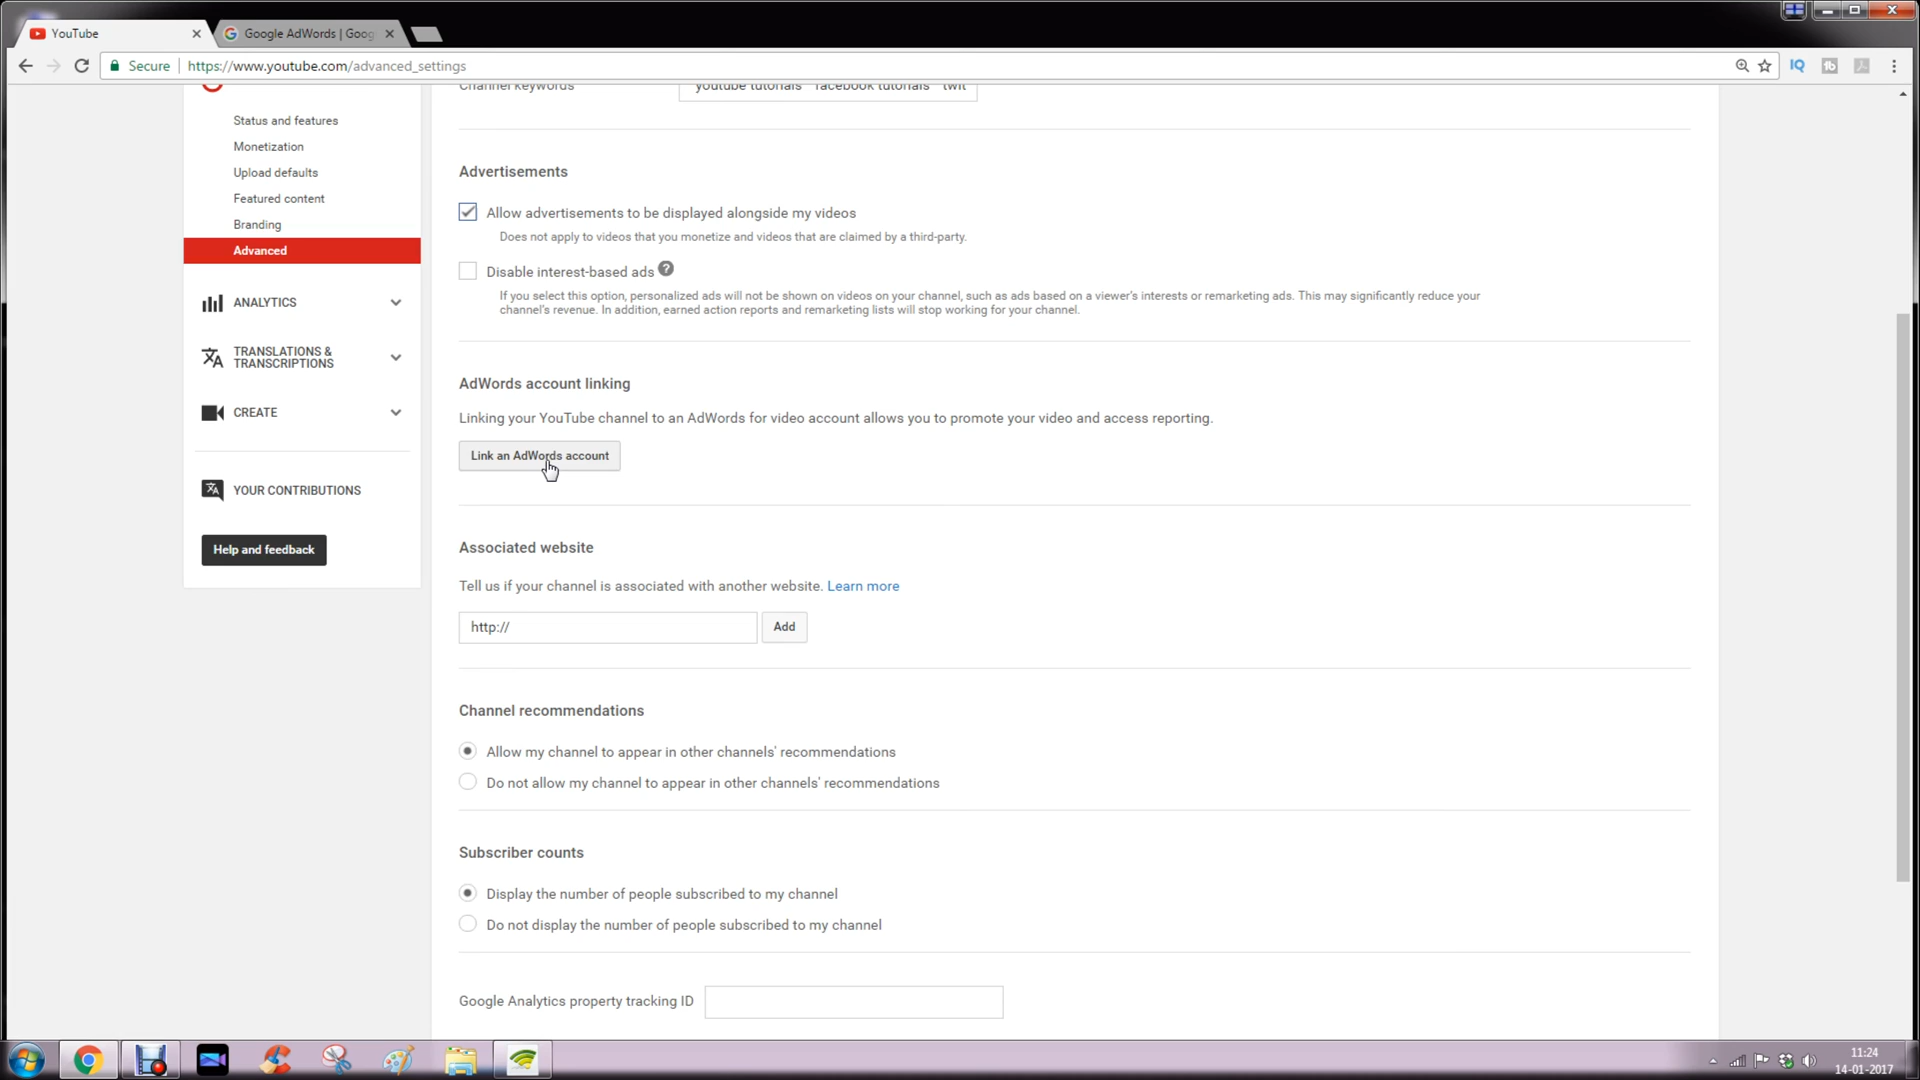 YouTube
Google AdWords | Goog
Secure https://www.youtube.com/advanced_settings
IQ
Channel keywords youtube tutorials facebook tutorials twit
Status and features
Monetization
Upload defaults
Featured content
Branding
Advanced
ANALYTICS
TRANSLATIONS &
TRANSCRIPTIONS
CREATE
YOUR CONTRIBUTIONS
Help and feedback
Advertisements
Allow advertisements to be displayed alongside my videos
Does not apply to videos that you monetize and videos that are claimed by a third-party.
Disable interest-based ads ?
If you select this option, personalized ads will not be shown on videos on your channel, such as ads based on a viewer's interests or remarketing ads. This may significantly reduce your
channel's revenue. In addition, earned action reports and remarketing lists will stop working for your channel.
AdWords account linking
Linking your YouTube channel to an AdWords for video account allows you to promote your video and access reporting.
Link an AdWords account
Associated website
Tell us if your channel is associated with another website. Learn more
http:// Add
Channel recommendations
Allow my channel to appear in other channels' recommendations
Do not allow my channel to appear in other channels' recommendations
Subscriber counts
Display the number of people subscribed to my channel
Do not display the number of people subscribed to my channel
Google Analytics property tracking ID
11:24
14-01-2017